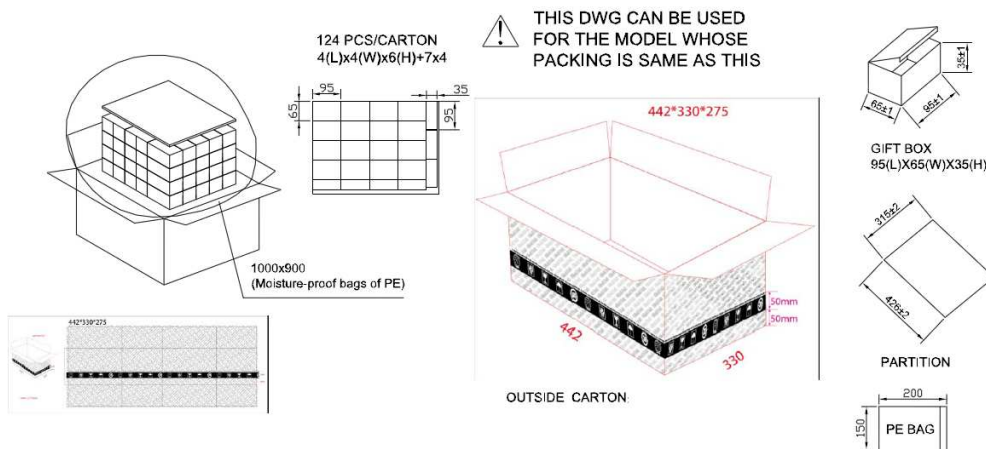 124 PCS/CARTON
4(L)x4(W)x6(H)+7x4
95
35
65
95
1000x900
(Moisture-proof bags of PE)
442*330*275
THIS DWG CAN BE USED
FOR THE MODEL WHOSE
PACKING IS SAME AS THIS
442*330*275
50mm
50mm
442
330
OUTSIDE CARTON
35±1
65±1
95±1
GIFT BOX
95(L)X65(W)X35(H)
315±2
426±2
PARTITION
200
150
PE BAG